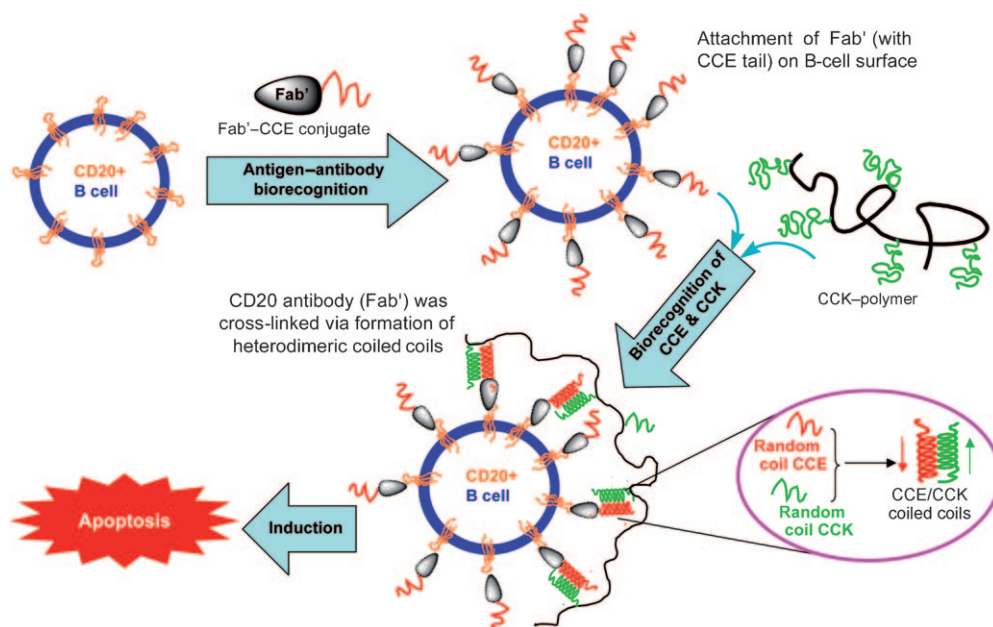 Fab'
Fab'–CCE conjugate
Antigen–antibody
biorecognition
CD20+
B cell
CD20+
B cell
Attachment of Fab' (with
CCE tail) on B-cell surface
CCK–polymer
Biorecognition of
CCE & CCK
CD20 antibody (Fab') was
cross-linked via formation of
heterodimeric coiled coils
CD20+
B cell
Random
coil CCE
Random
coil CCK
CCE/CCK
coiled coils
Induction
Apoptosis